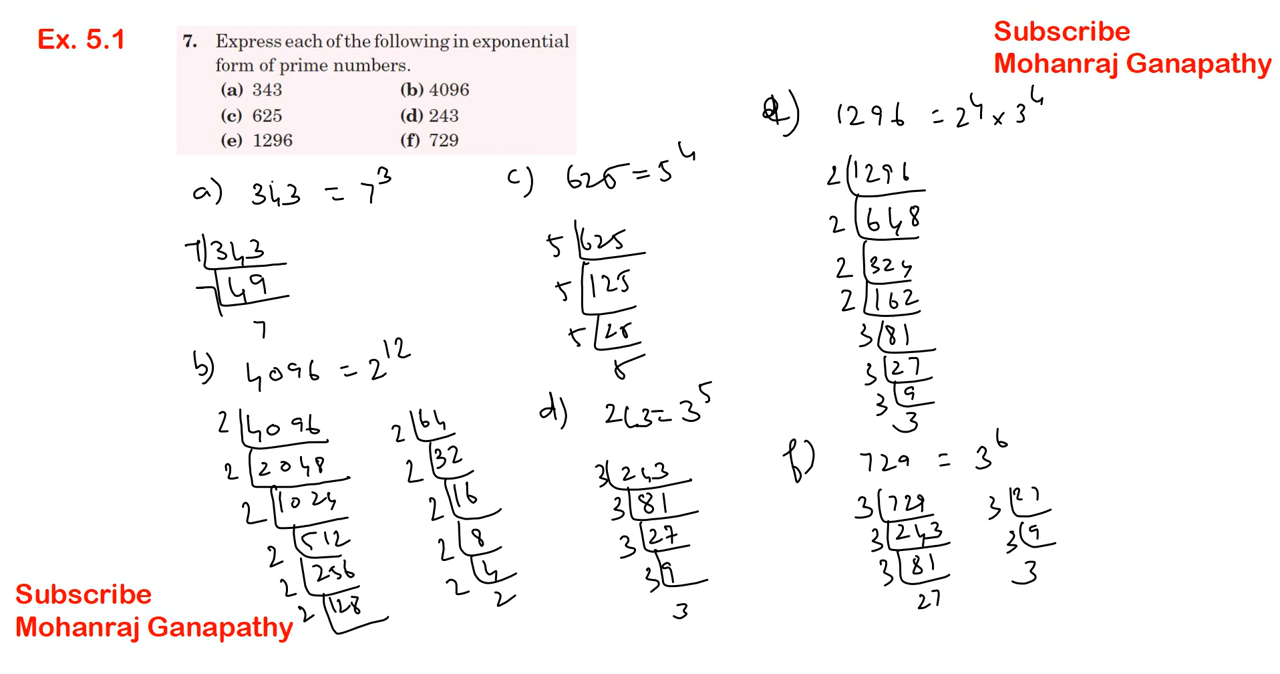 Ex. 5.1
7. Express each of the following in exponential
form of prime numbers.
(a) 343 (b) 4096
(c) 625 (d) 243
(e) 1296 (f) 729
Subscribe
Mohanraj Ganapathy
a) 343 = 7^3
7 343
7 49
7
b) 4096 = 2^12
2 4096
2 2048
2 1024
2 512
2 256
2 128
2 64
2 32
2 16
2 8
2 4
2
c) 625 = 5^4
5 625
5 125
5 25
5
d) 243 = 3^5
3 243
3 81
3 27
3 9
3
e) 1296 = 2^4 x 3^4
2 1296
2 648
2 324
2 162
3 81
3 27
3 9
3
f) 729 = 3^6
3 729
3 243
3 81
27
3 27
3 9
3
Subscribe
Mohanraj Ganapathy